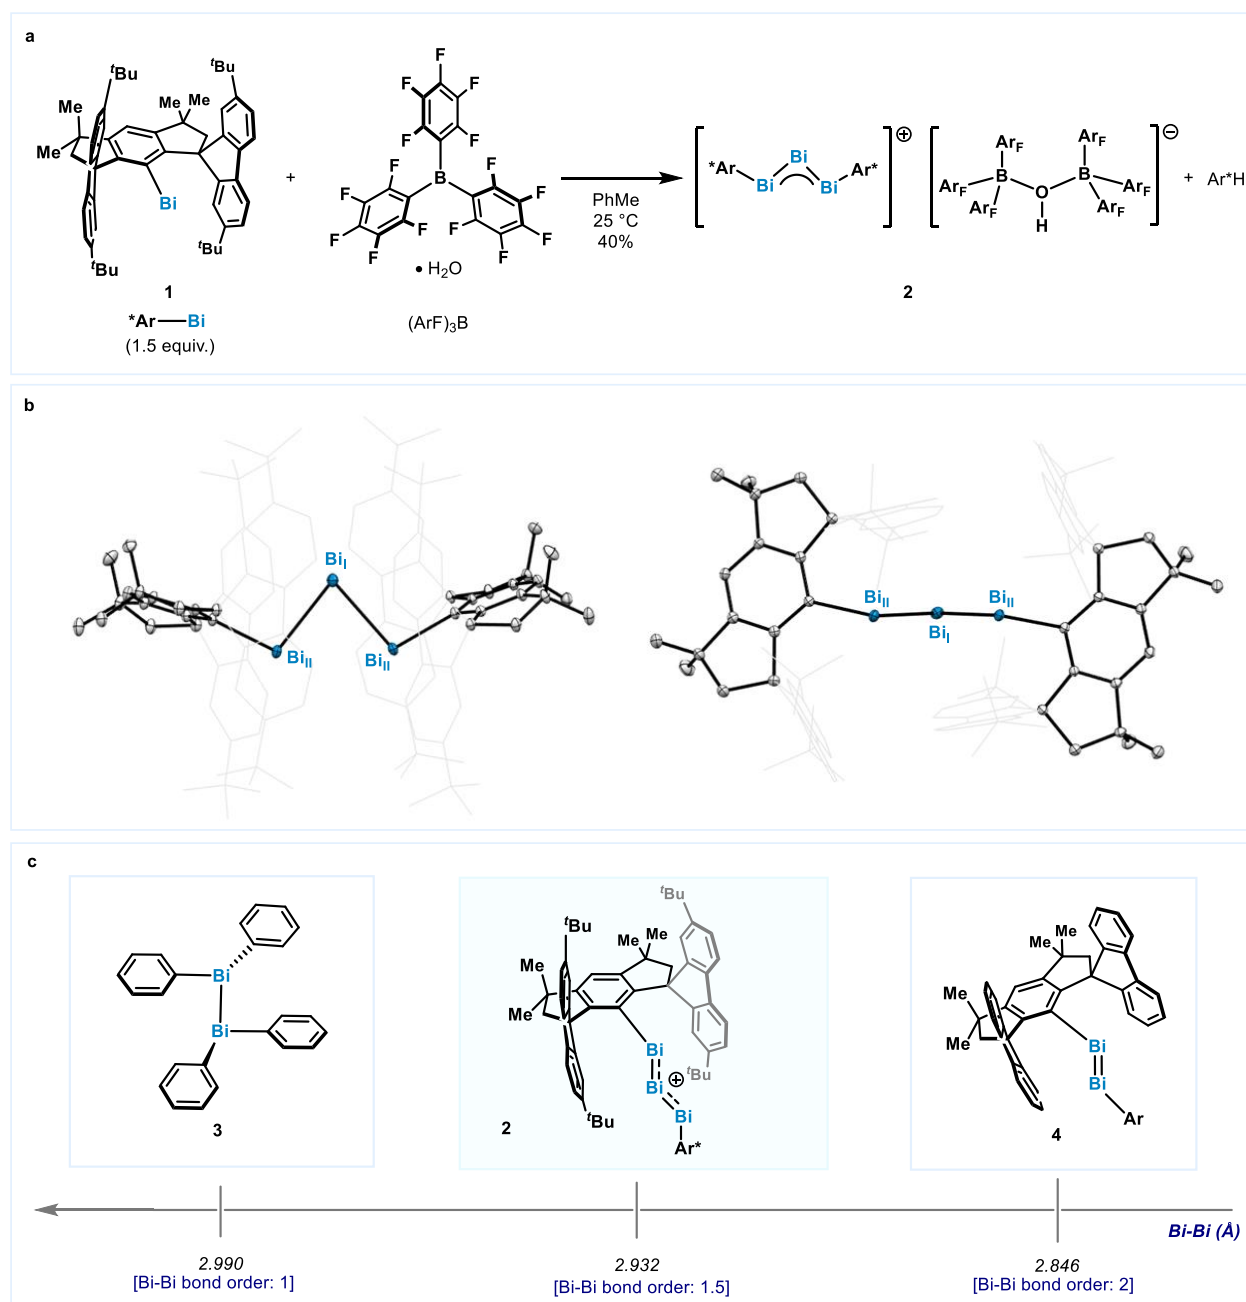 a
tBu
tBu
Me
Me Me
Me
Bi
tBu
tBu
1
*Ar—Bi
(1.5 equiv.)
+
F
F F
F F
B
F F
F F
F F
F F
F F
• H2O
(ArF)3B
PhMe
25 °C
40%
*Ar Bi Bi Bi Ar*
⊕
ArF ArF
B B
ArF ArF
ArF ArF
O
H
⊖
+ Ar*H
2
b
BiI
BiII BiII
BiII BiII
BiI
c
Bi
Bi
3
tBu
tBu
Me Me
Me
Me
tBu
tBu
Bi
Bi ⊕
Bi
Ar*
2
Me
Me
Me
Me
Bi
Bi
Ar
4
Bi-Bi (Å)
2.990
[Bi-Bi bond order: 1]
2.932
[Bi-Bi bond order: 1.5]
2.846
[Bi-Bi bond order: 2]